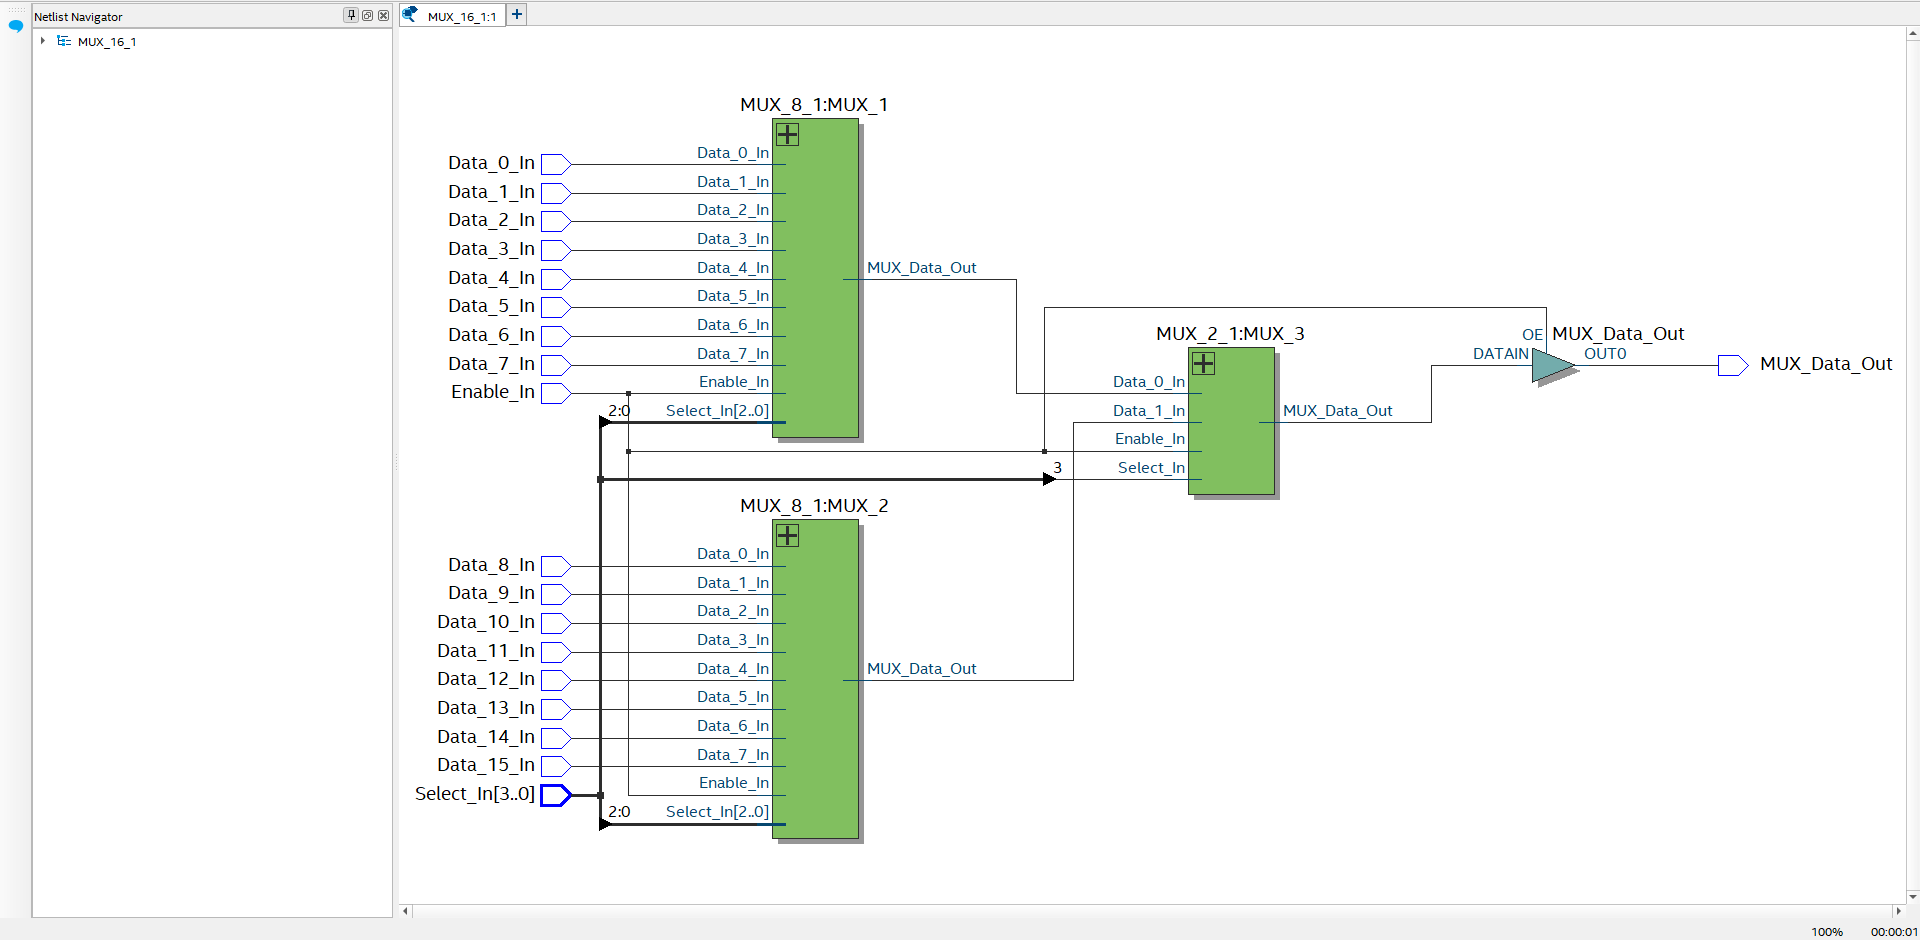 Netlist Navigator
MUX_16_1
MUX_16_1:1
MUX_8_1:MUX_1
Data_0_In Data_0_In
Data_1_In Data_1_In
Data_2_In Data_2_In
Data_3_In Data_3_In
Data_4_In Data_4_In MUX_Data_Out
Data_5_In Data_5_In
Data_6_In Data_6_In
Data_7_In Data_7_In
Enable_In Enable_In
2:0 Select_In[2..0]
MUX_2_1:MUX_3
Data_0_In
Data_1_In MUX_Data_Out
Enable_In
3 Select_In
OE MUX_Data_Out
DATAIN OUT0
MUX_Data_Out
MUX_8_1:MUX_2
Data_8_In Data_0_In
Data_9_In Data_1_In
Data_10_In Data_2_In
Data_11_In Data_3_In
Data_12_In Data_4_In MUX_Data_Out
Data_13_In Data_5_In
Data_14_In Data_6_In
Data_15_In Data_7_In
Select_In[3..0] Enable_In
2:0 Select_In[2..0]
100% 00:00:01